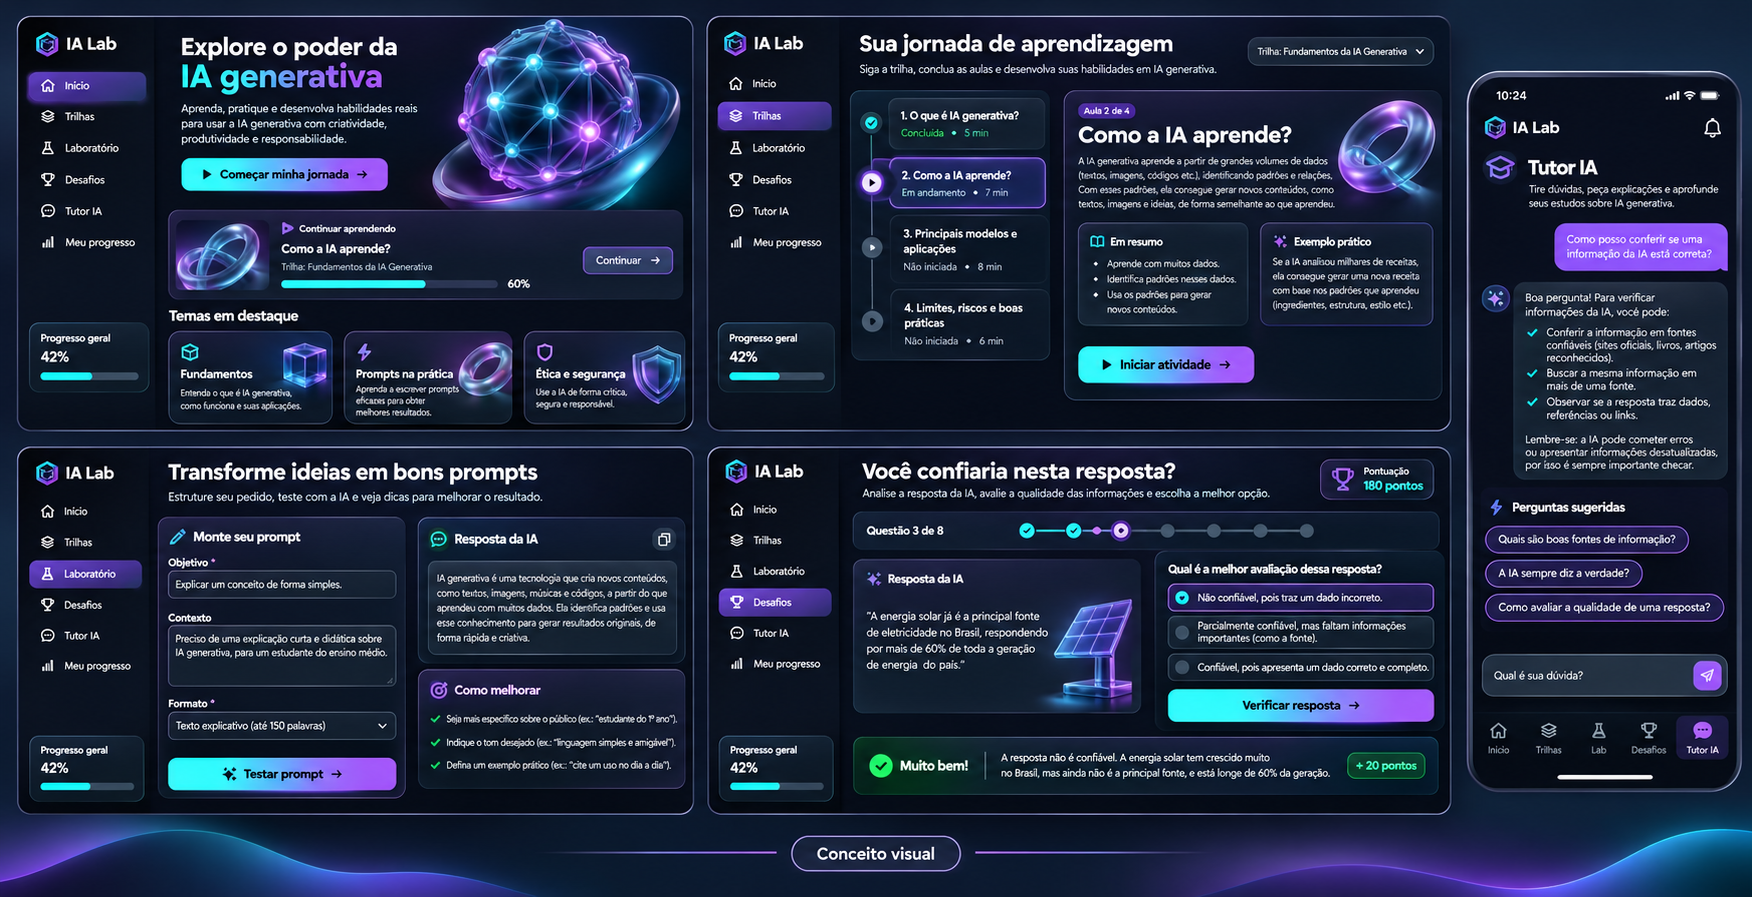 IA Lab
Início
Trilhas
Laboratório
Desafios
Tutor IA
Meu progresso
Progresso geral
42%
Explore o poder da
IA generativa
Aprenda, pratique e desenvolva habilidades reais
para usar a IA generativa com criatividade,
produtividade e responsabilidade.
Começar minha jornada
Continuar aprendendo
Como a IA aprende?
Trilha: Fundamentos da IA Generativa
60%
Continuar
Temas em destaque
Fundamentos
Entenda o que é IA generativa,
como funciona e suas aplicações.
Prompts na prática
Aprenda a escrever prompts
eficazes para obter
melhores resultados.
Ética e segurança
Use a IA de forma crítica,
segura e responsável.
IA Lab
Início
Trilhas
Laboratório
Desafios
Tutor IA
Meu progresso
Progresso geral
42%
Sua jornada de aprendizagem
Siga a trilha, conclua as aulas e desenvolva suas habilidades em IA generativa.
Trilha: Fundamentos da IA Generativa
1. O que é IA generativa?
Concluída • 5 min
2. Como a IA aprende?
Em andamento • 7 min
3. Principais modelos e
aplicações
Não iniciada • 8 min
4. Limites, riscos e boas
práticas
Não iniciada • 6 min
Aula 2 de 4
Como a IA aprende?
A IA generativa aprende a partir de grandes volumes de dados
(textos, imagens, códigos etc.), identificando padrões e relações.
Com esses padrões, ela consegue gerar novos conteúdos, como
textos, imagens e ideias, de forma semelhante ao que aprendeu.
Em resumo
• Aprende com muitos dados.
• Identifica padrões nesses dados.
• Usa os padrões para gerar
novos conteúdos.
Exemplo prático
Se a IA analisou milhares de receitas,
ela consegue gerar uma nova receita
com base nos padrões que aprendeu
(ingredientes, estrutura, estilo etc.).
Iniciar atividade
IA Lab
Início
Trilhas
Laboratório
Desafios
Tutor IA
Meu progresso
Progresso geral
42%
Transforme ideias em bons prompts
Estruture seu pedido, teste com a IA e veja dicas para melhorar o resultado.
Monte seu prompt
Objetivo *
Explicar um conceito de forma simples.
Contexto
Preciso de uma explicação curta e didática sobre
IA generativa, para um estudante do ensino médio.
Formato *
Texto explicativo (até 150 palavras)
Testar prompt
Resposta da IA
IA generativa é uma tecnologia que cria novos conteúdos,
como textos, imagens, músicas e códigos, a partir do que
aprendeu com muitos dados. Ela identifica padrões e usa
esse conhecimento para gerar resultados originais, de
forma rápida e criativa.
Como melhorar
Seja mais específico sobre o público (ex.: "estudante do 1º ano").
Indique o tom desejado (ex.: "linguagem simples e amigável").
Defina um exemplo prático (ex.: "cite um uso no dia a dia").
IA Lab
Início
Trilhas
Laboratório
Desafios
Tutor IA
Meu progresso
Progresso geral
42%
Você confiaria nesta resposta?
Analise a resposta da IA, avalie a qualidade das informações e escolha a melhor opção.
Pontuação
180 pontos
Questão 3 de 8
Resposta da IA
"A energia solar já é a principal fonte
de eletricidade no Brasil, respondendo
por mais de 60% de toda a geração
de energia do país."
Qual é a melhor avaliação dessa resposta?
Não confiável, pois traz um dado incorreto.
Parcialmente confiável, mas faltam informações
importantes (como a fonte).
Confiável, pois apresenta um dado correto e completo.
Verificar resposta
Muito bem!
A resposta não é confiável. A energia solar tem crescido muito
no Brasil, mas ainda não é a principal fonte, e está longe de 60% da geração.
+ 20 pontos
10:24
IA Lab
Tutor IA
Tire dúvidas, peça explicações e aprofunde
seus estudos sobre IA generativa.
Como posso conferir se uma
informação da IA está correta?
Boa pergunta! Para verificar
informações da IA, você pode:
Conferir a informação em fontes
confiáveis (sites oficiais, livros, artigos
reconhecidos).
Buscar a mesma informação em
mais de uma fonte.
Observar se a resposta traz dados,
referências ou links.
Lembre-se: a IA pode cometer erros
ou apresentar informações desatualizadas,
por isso é sempre importante checar.
Perguntas sugeridas
Quais são boas fontes de informação?
A IA sempre diz a verdade?
Como avaliar a qualidade de uma resposta?
Qual é sua dúvida?
Início
Trilhas
Lab
Desafios
Tutor IA
Conceito visual